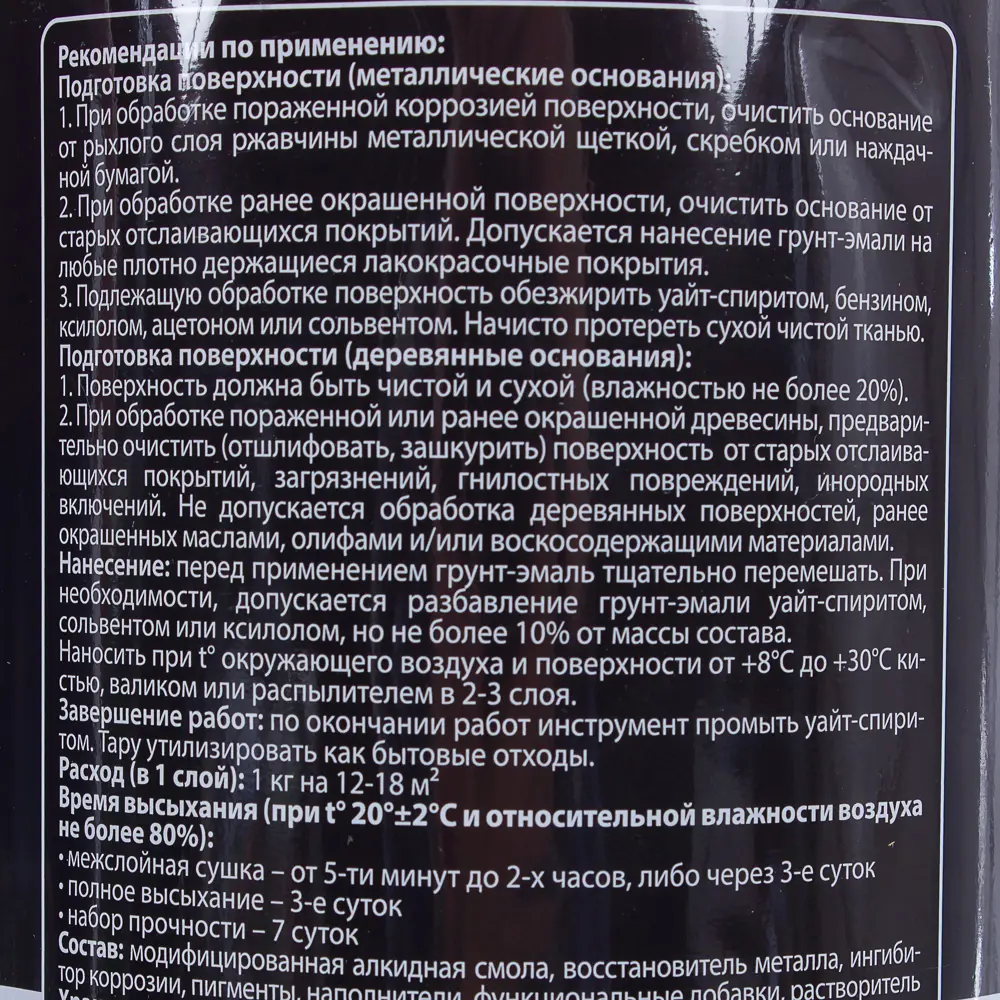 Рекомендации по применению:
Подготовка поверхности (металлические основания):
1. При обработке пораженной коррозией поверхности, очистить основание
от рыхлого слоя ржавчины металлической щеткой, скребком или наждач-
ной бумагой.
2. При обработке ранее окрашенной поверхности, очистить основание от
старых отслаивающихся покрытий. Допускается нанесение грунт-эмали на
любые плотно держащиеся лакокрасочные покрытия.
3. Подлежащую обработке поверхность обезжирить уайт-спиритом, бензином,
ксилолом, ацетоном или сольвентом. Начисто протереть сухой чистой тканью.
Подготовка поверхности (деревянные основания):
1. Поверхность должна быть чистой и сухой (влажностью не более 20%).
2. При обработке пораженной или ранее окрашенной древесины, предвари-
тельно очистить (отшлифовать, зашкурить) поверхность от старых отслаива-
ющихся покрытий, загрязнений, гнилостных повреждений, инородных
включений. Не допускается обработка деревянных поверхностей, ранее
окрашенных маслами, олифами и/или воскосодержащими материалами.
Нанесение: перед применением грунт-эмаль тщательно перемешать. При
необходимости, допускается разбавление грунт-эмали уайт-спиритом,
сольвентом или ксилолом, но не более 10% от массы состава.
Наносить при t° окружающего воздуха и поверхности от +8°С до +30°С ки-
стью, валиком или распылителем в 2-3 слоя.
Завершение работ: по окончании работ инструмент промыть уайт-спири-
том. Тару утилизировать как бытовые отходы.
Расход (в 1 слой): 1 кг на 12-18 м²
Время высыхания (при t° 20°±2°С и относительной влажности воздуха
не более 80%):
• межслойная сушка – от 5-ти минут до 2-х часов, либо через 3-е суток
• полное высыхание – 3-е суток
• набор прочности – 7 суток
Состав: модифицированная алкидная смола, восстановитель металла, ингиби-
тор коррозии, пигменты, наполнители, функциональные добавки, растворитель